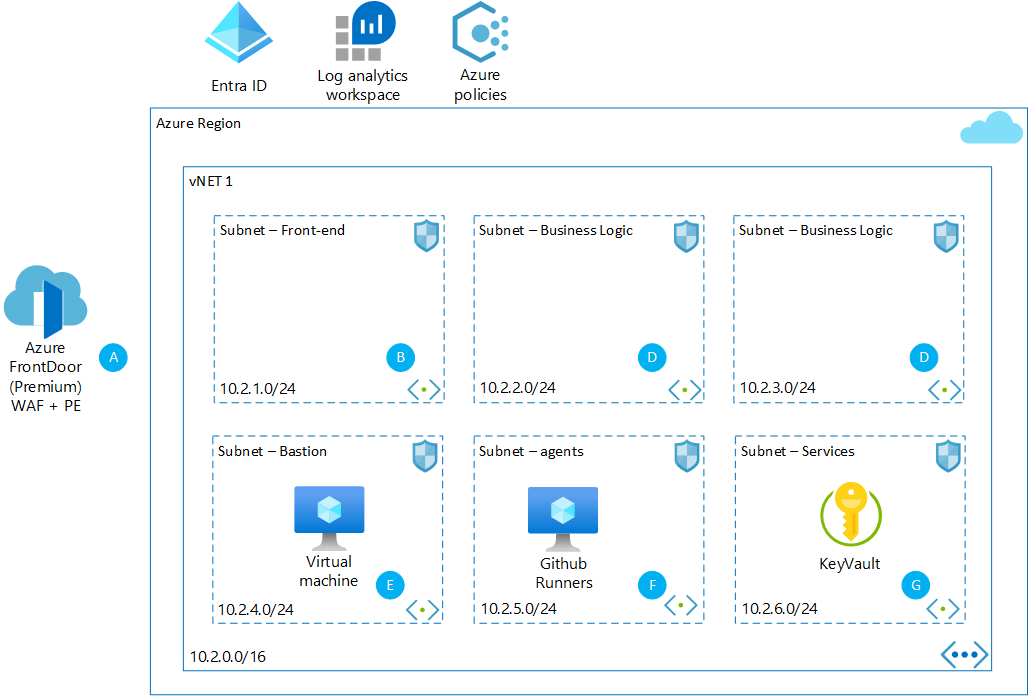 Entra ID
Log analytics
workspace
Azure
policies
Azure Region
vNET 1
Subnet – Front-end
B
10.2.1.0/24
Subnet – Business Logic
D
10.2.2.0/24
Subnet – Business Logic
D
10.2.3.0/24
Azure
FrontDoor
(Premium)
WAF + PE
A
Subnet – Bastion
Virtual
machine
E
10.2.4.0/24
Subnet – agents
Github
Runners
F
10.2.5.0/24
Subnet – Services
KeyVault
G
10.2.6.0/24
10.2.0.0/16